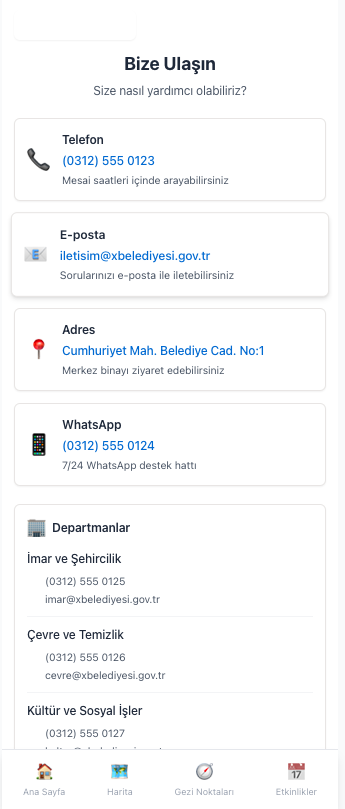 Bize Ulaşın
Size nasıl yardımcı olabiliriz?
Telefon
(0312) 555 0123
Mesai saatleri içinde arayabilirsiniz
E-posta
iletisim@xbelediyesi.gov.tr
Sorularınızı e-posta ile iletebilirsiniz
Adres
Cumhuriyet Mah. Belediye Cad. No:1
Merkez binayı ziyaret edebilirsiniz
WhatsApp
(0312) 555 0124
7/24 WhatsApp destek hattı
Departmanlar
İmar ve Şehircilik
(0312) 555 0125
imar@xbelediyesi.gov.tr
Çevre ve Temizlik
(0312) 555 0126
cevre@xbelediyesi.gov.tr
Kültür ve Sosyal İşler
(0312) 555 0127
Ana Sayfa
Harita
Gezi Noktaları
Etkinlikler